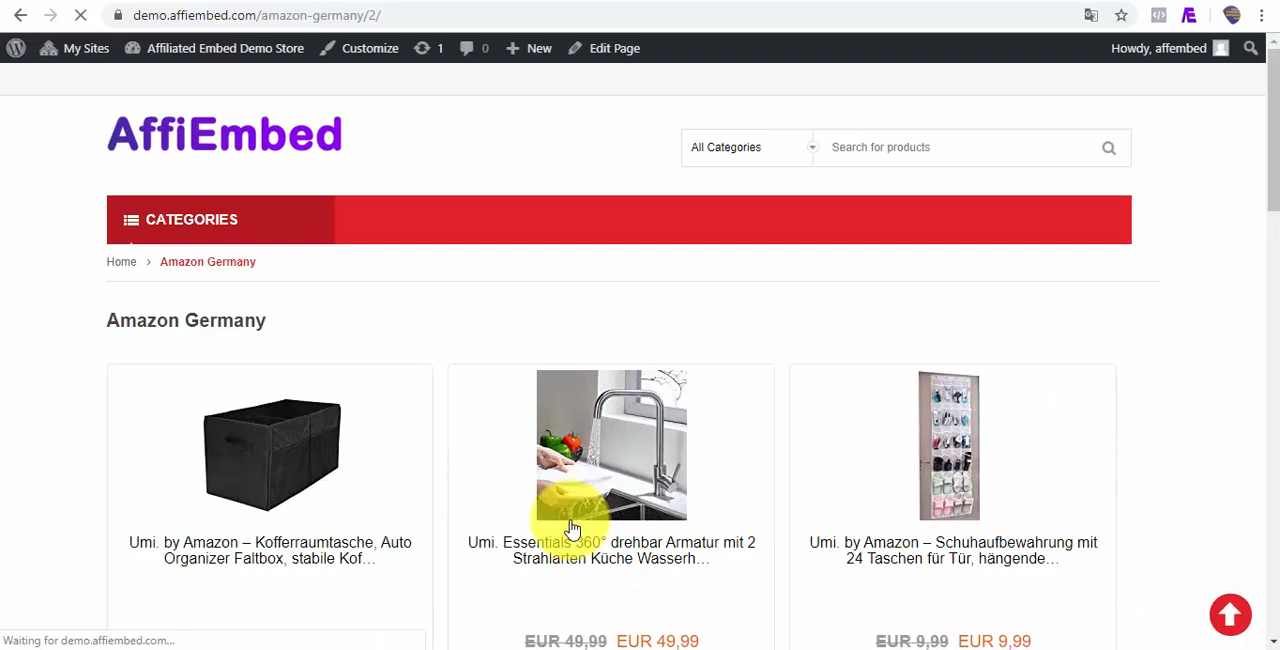 demo.affiembed.com/amazon-germany/2/
My Sites Affiliated Embed Demo Store Customize 1 0 New Edit Page Howdy, affembed
AffiEmbed
All Categories Search for products
CATEGORIES
Home > Amazon Germany
Amazon Germany
Umi. by Amazon – Kofferraumtasche, Auto
Organizer Faltbox, stabile Kof...
Umi. Essentials 360° drehbar Armatur mit 2
Strahlarten Küche Wasserh...
Umi. by Amazon – Schuhaufbewahrung mit
24 Taschen für Tür, hängende...
EUR 49,99 EUR 49,99
EUR 9,99 EUR 9,99
Waiting for demo.affiembed.com...